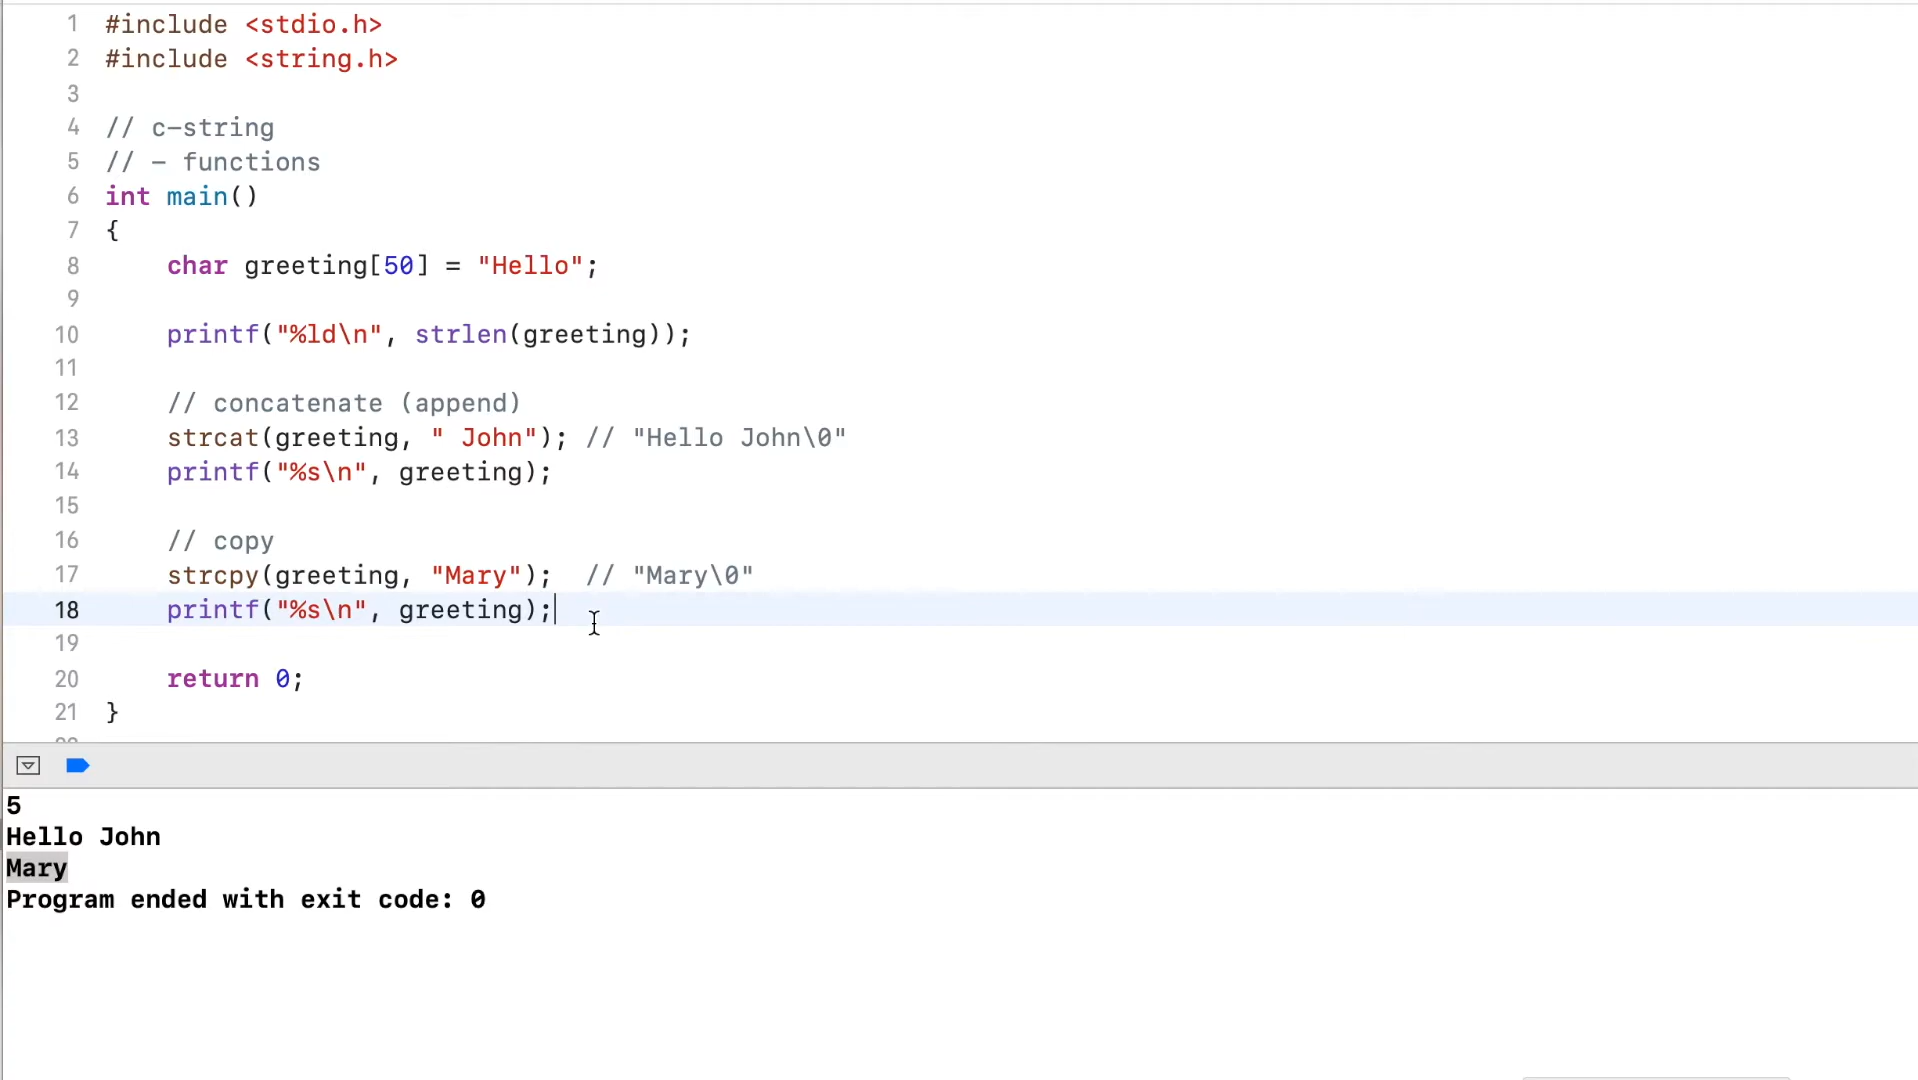 1 #include <stdio.h>
2 #include <string.h>
3
4 // c-string
5 // - functions
6 int main()
7 {
8 char greeting[50] = "Hello";
9
10 printf("%ld\n", strlen(greeting));
11
12 // concatenate (append)
13 strcat(greeting, " John"); // "Hello John\0"
14 printf("%s\n", greeting);
15
16 // copy
17 strcpy(greeting, "Mary"); // "Mary\0"
18 printf("%s\n", greeting);
19
20 return 0;
21 }
5
Hello John
Mary
Program ended with exit code: 0